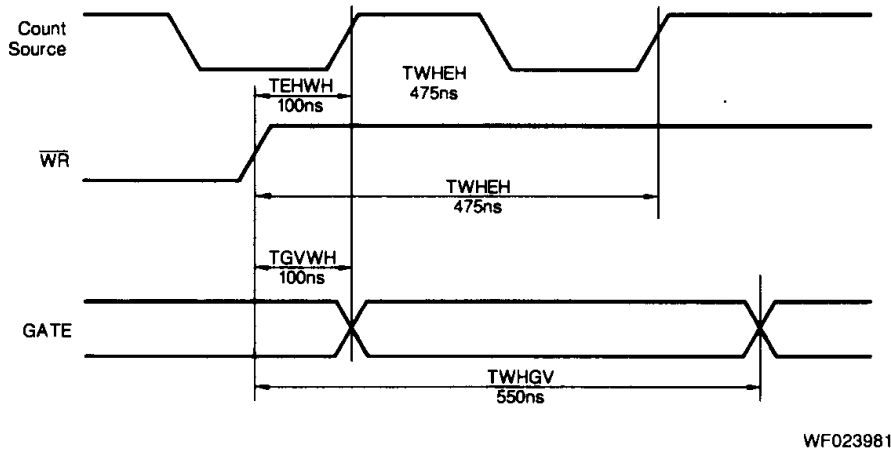 Count
Source
TEHWH
100ns
TWHEH
475ns
WR
TWHEH
475ns
TGVWH
100ns
GATE
TWHGV
550ns
WF023981